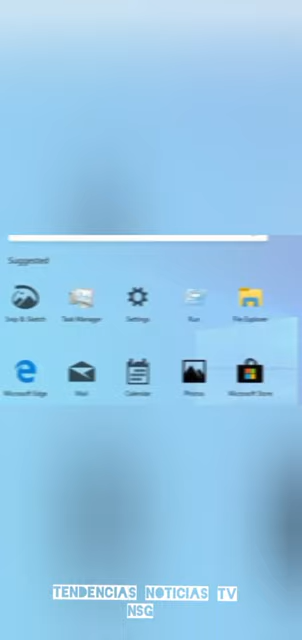 Suggested
Snip & Sketch Task Manager Settings Run File Explorer
Microsoft Edge Mail Calendar Photos Microsoft Store
TENDENCIAS NOTICIAS TV
NSG